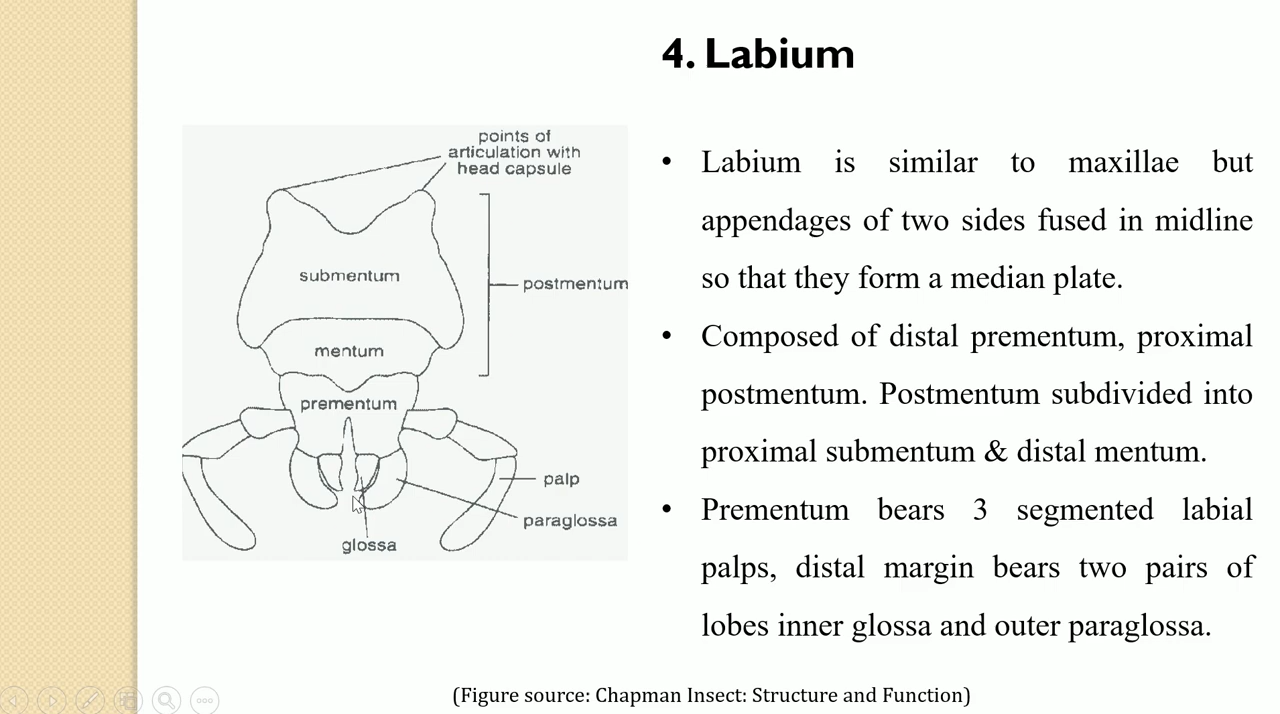 4. Labium
points of
articulation with
head capsule
submentum
postmentum
mentum
prementum
palp
paraglossa
glossa
• Labium is similar to maxillae but
appendages of two sides fused in midline
so that they form a median plate.
• Composed of distal prementum, proximal
postmentum. Postmentum subdivided into
proximal submentum & distal mentum.
• Prementum bears 3 segmented labial
palps, distal margin bears two pairs of
lobes inner glossa and outer paraglossa.
(Figure source: Chapman Insect: Structure and Function)